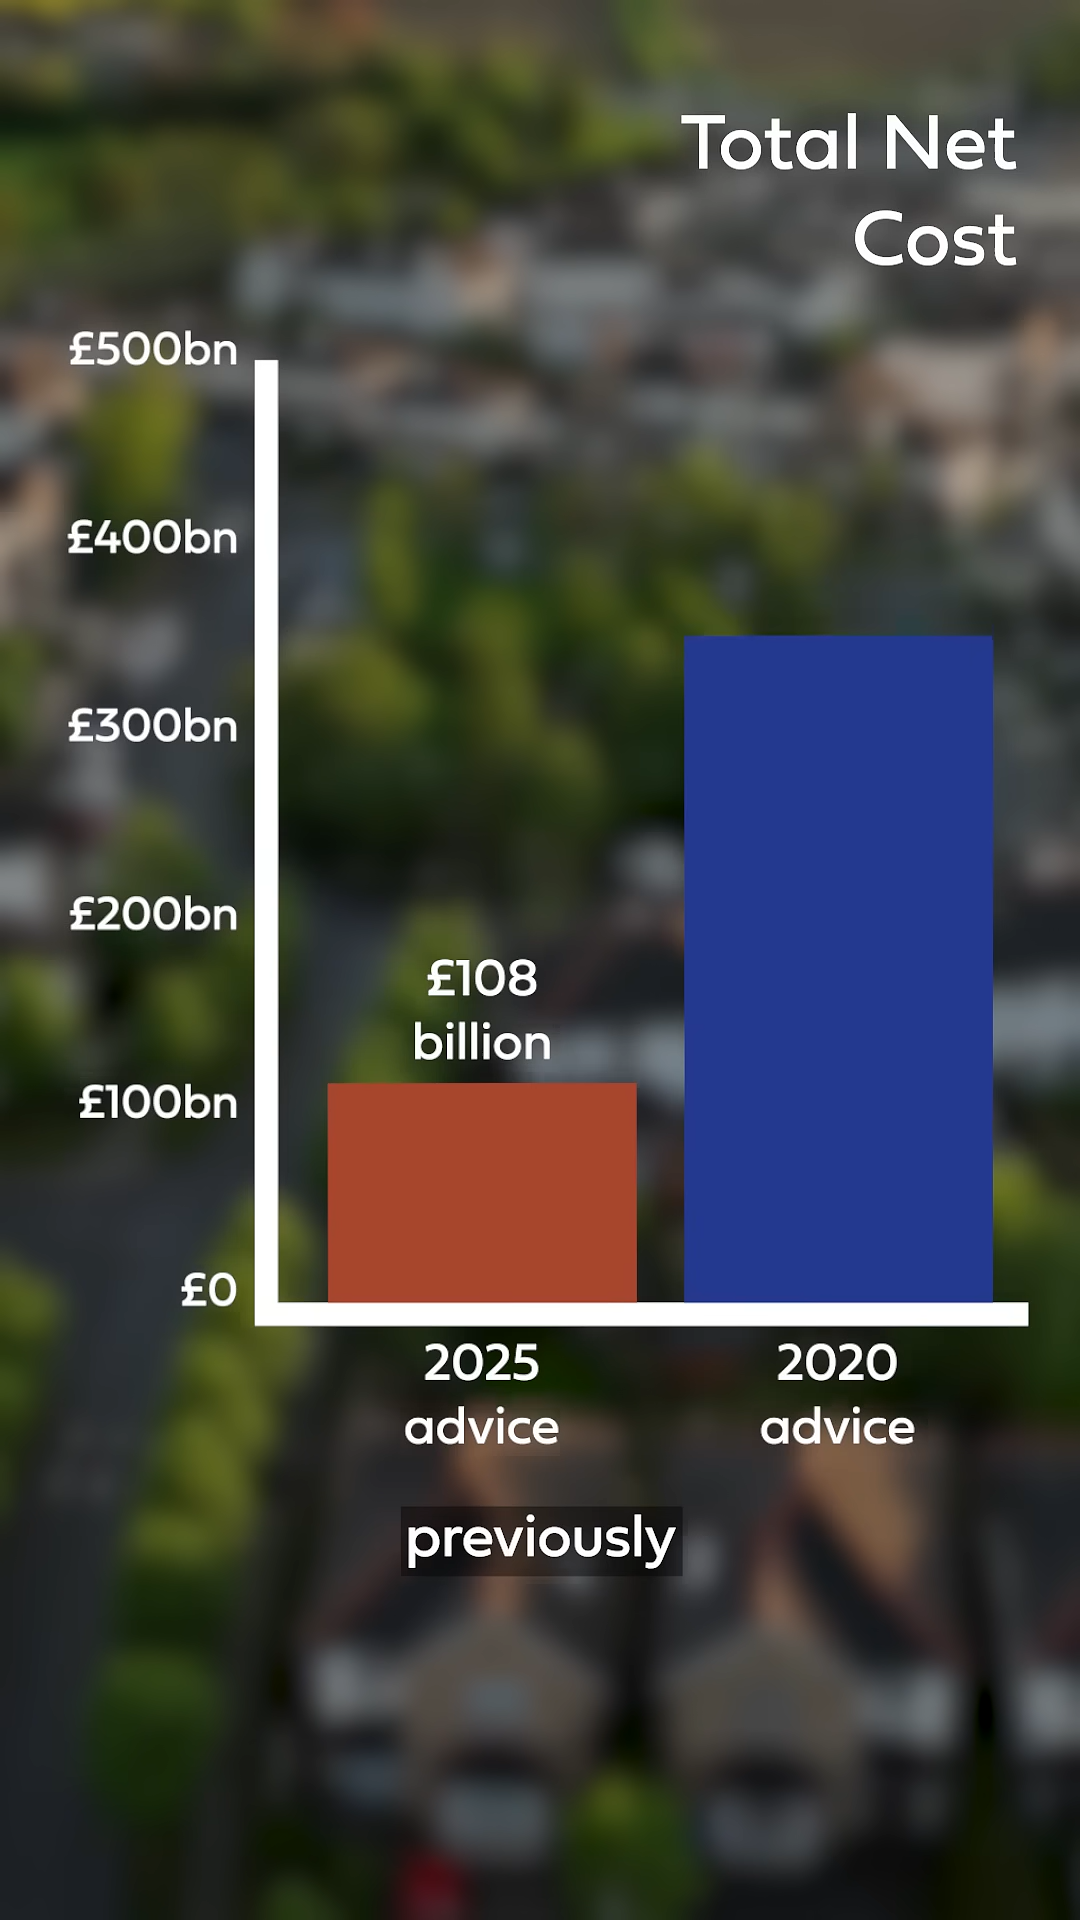 Total Net
Cost
£500bn
£400bn
£300bn
£200bn
£108
billion
£100bn
£0
2025
advice
2020
advice
previously